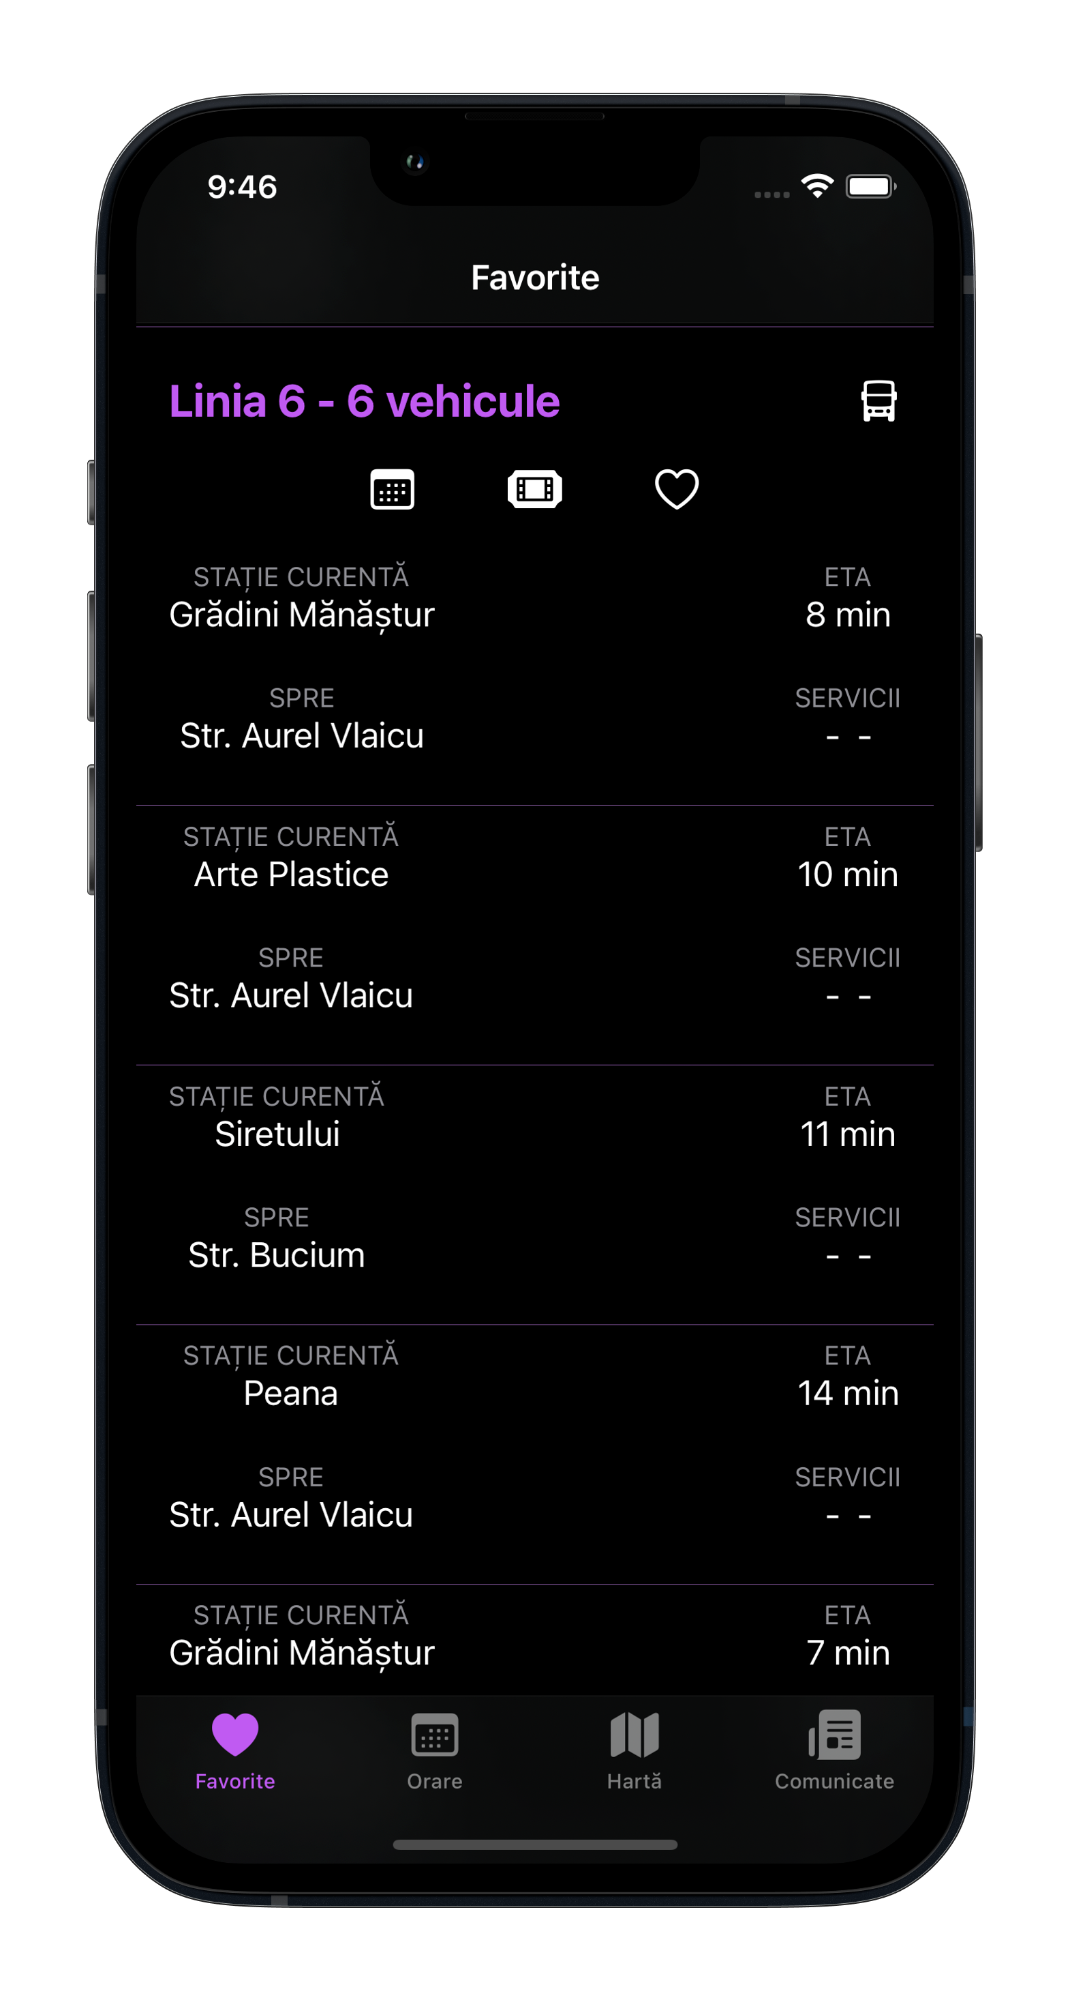 9:46
Favorite
Linia 6 - 6 vehicule
STAȚIE CURENTĂ ETA
Grădini Mănăștur 8 min
SPRE SERVICII
Str. Aurel Vlaicu - -
STAȚIE CURENTĂ ETA
Arte Plastice 10 min
SPRE SERVICII
Str. Aurel Vlaicu - -
STAȚIE CURENTĂ ETA
Siretului 11 min
SPRE SERVICII
Str. Bucium - -
STAȚIE CURENTĂ ETA
Peana 14 min
SPRE SERVICII
Str. Aurel Vlaicu - -
STAȚIE CURENTĂ ETA
Grădini Mănăștur 7 min
Favorite Orare Hartă Comunicate